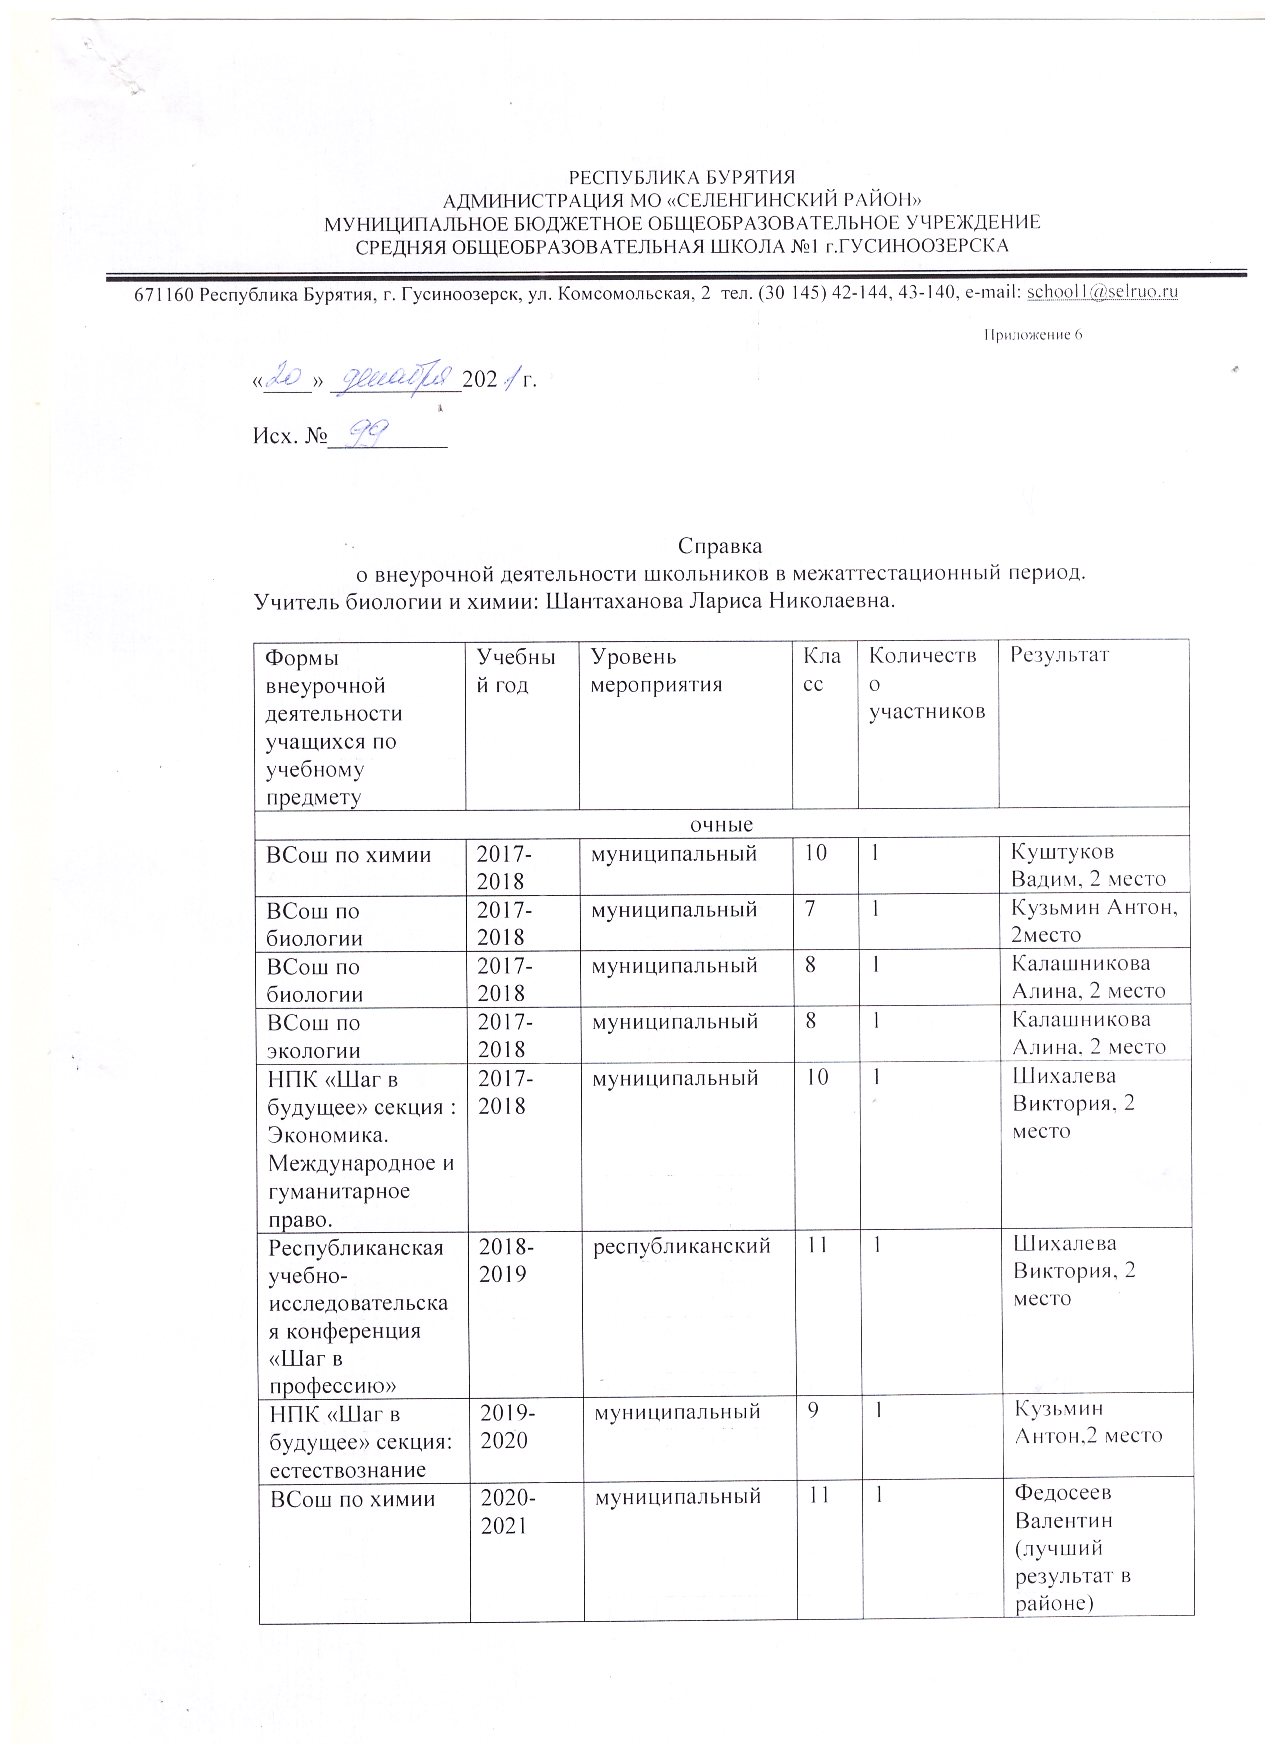 РЕСПУБЛИКА БУРЯТИЯ
АДМИНИСТРАЦИЯ МО «СЕЛЕНГИНСКИЙ РАЙОН»
МУНИЦИПАЛЬНОЕ БЮДЖЕТНОЕ ОБЩЕОБРАЗОВАТЕЛЬНОЕ УЧРЕЖДЕНИЕ
СРЕДНЯЯ ОБЩЕОБРАЗОВАТЕЛЬНАЯ ШКОЛА №1 г.ГУСИНООЗЕРСКА
671160 Республика Бурятия, г. Гусиноозерск, ул. Комсомольская, 2 тел. (30 145) 42-144, 43-140, e-mail: school1@selruo.ru
Приложение 6
«20» декабря 2021 г.
Исх. № 99
Справка
о внеурочной деятельности школьников в межаттестационный период.
Учитель биологии и химии: Шантаханова Лариса Николаевна.
Формы
внеурочной
деятельности
учащихся по
учебному
предмету
Учебны
й год
Уровень
мероприятия
Кла
сс
Количеств
о
участников
Результат
очные
ВСош по химии
2017-
2018
муниципальный
10
1
Куштуков
Вадим, 2 место
ВСош по
биологии
2017-
2018
муниципальный
7
1
Кузьмин Антон,
2место
ВСош по
биологии
2017-
2018
муниципальный
8
1
Калашникова
Алина, 2 место
ВСош по
экологии
2017-
2018
муниципальный
8
1
Калашникова
Алина. 2 место
НПК «Шаг в
будущее» секция :
Экономика.
Международное и
гуманитарное
право.
2017-
2018
муниципальный
10
1
Шихалева
Виктория, 2
место
Республиканская
учебно-
исследовательска
я конференция
«Шаг в
профессию»
2018-
2019
республиканский
11
1
Шихалева
Виктория, 2
место
НПК «Шаг в
будущее» секция:
естествознание
2019-
2020
муниципальный
9
1
Кузьмин
Антон,2 место
ВСош по химии
2020-
2021
муниципальный
11
1
Федосеев
Валентин
(лучший
результат в
районе)